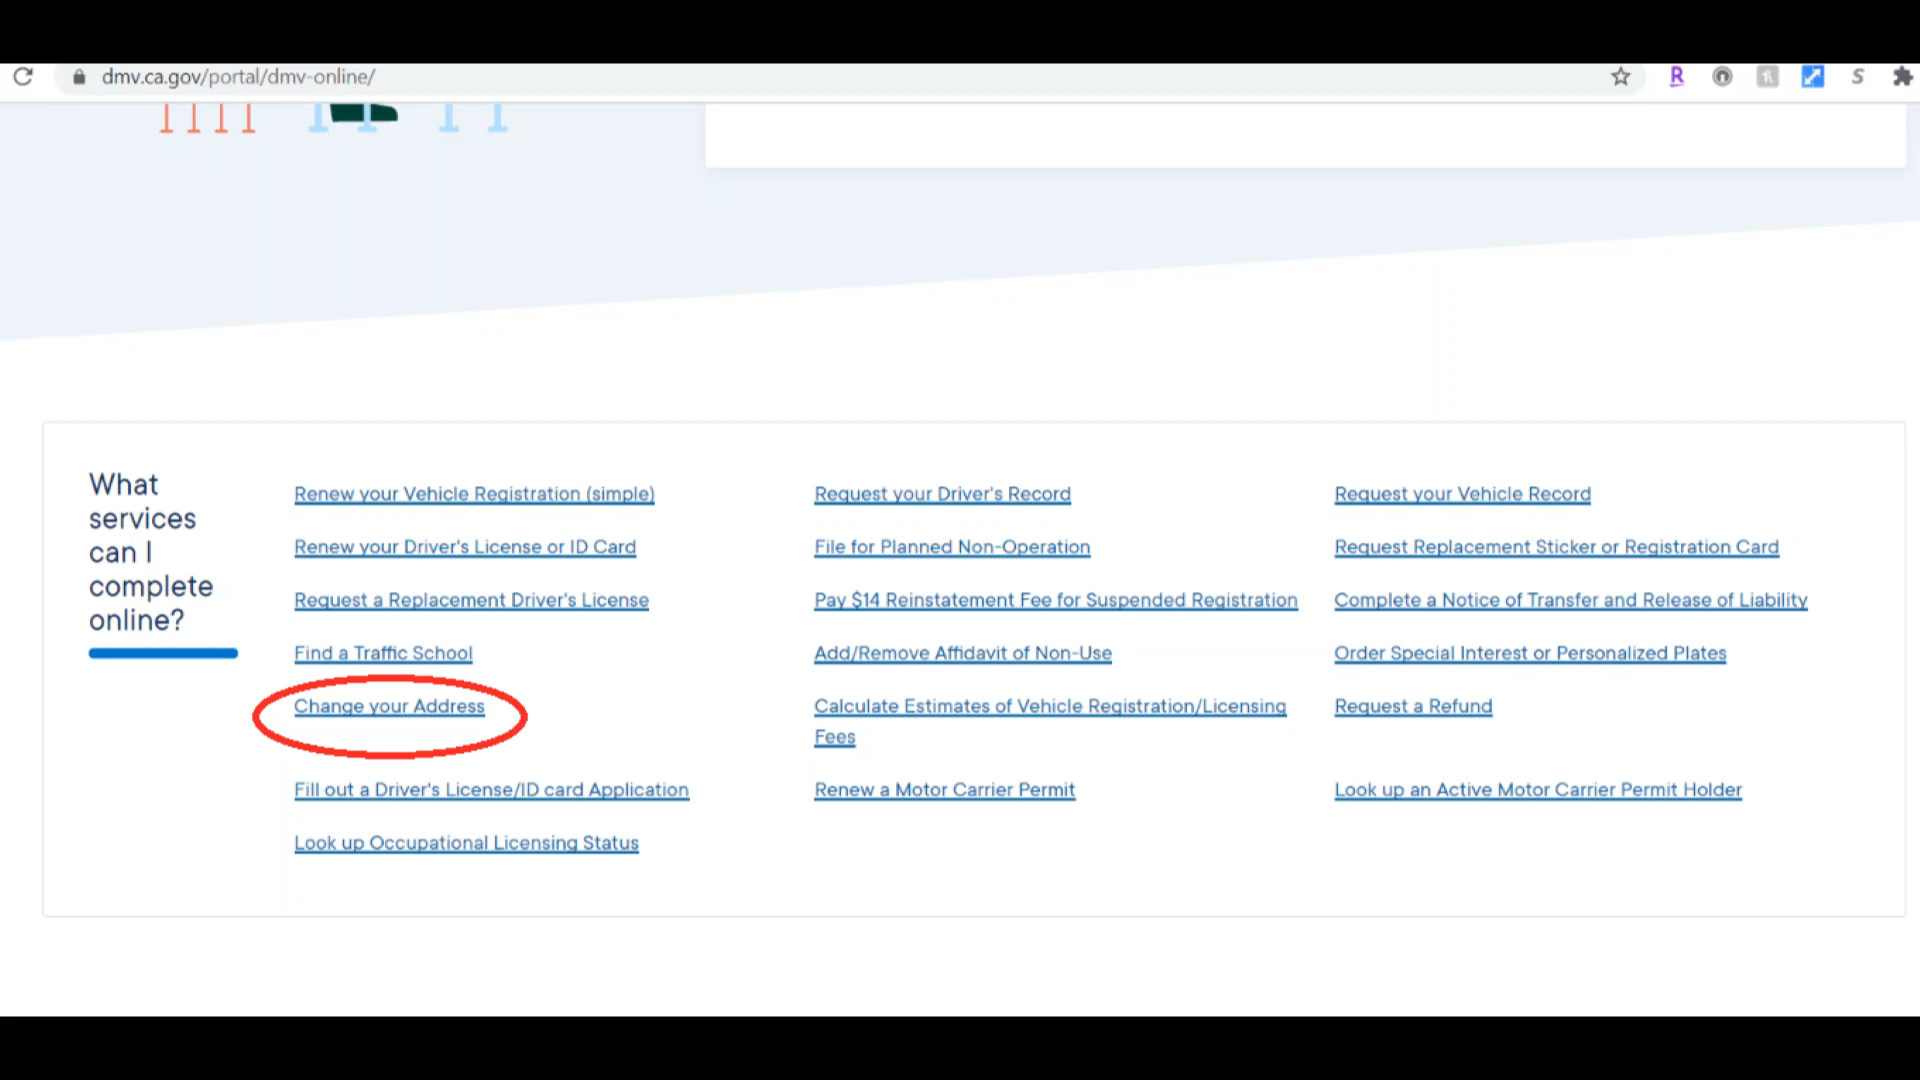 dmv.ca.gov/portal/dmv-online/
What
services
can I
complete
online?
Renew your Vehicle Registration (simple)
Renew your Driver's License or ID Card
Request a Replacement Driver's License
Find a Traffic School
Change your Address
Fill out a Driver's License/ID card Application
Look up Occupational Licensing Status
Request your Driver's Record
File for Planned Non-Operation
Pay $14 Reinstatement Fee for Suspended Registration
Add/Remove Affidavit of Non-Use
Calculate Estimates of Vehicle Registration/Licensing
Fees
Renew a Motor Carrier Permit
Request your Vehicle Record
Request Replacement Sticker or Registration Card
Complete a Notice of Transfer and Release of Liability
Order Special Interest or Personalized Plates
Request a Refund
Look up an Active Motor Carrier Permit Holder